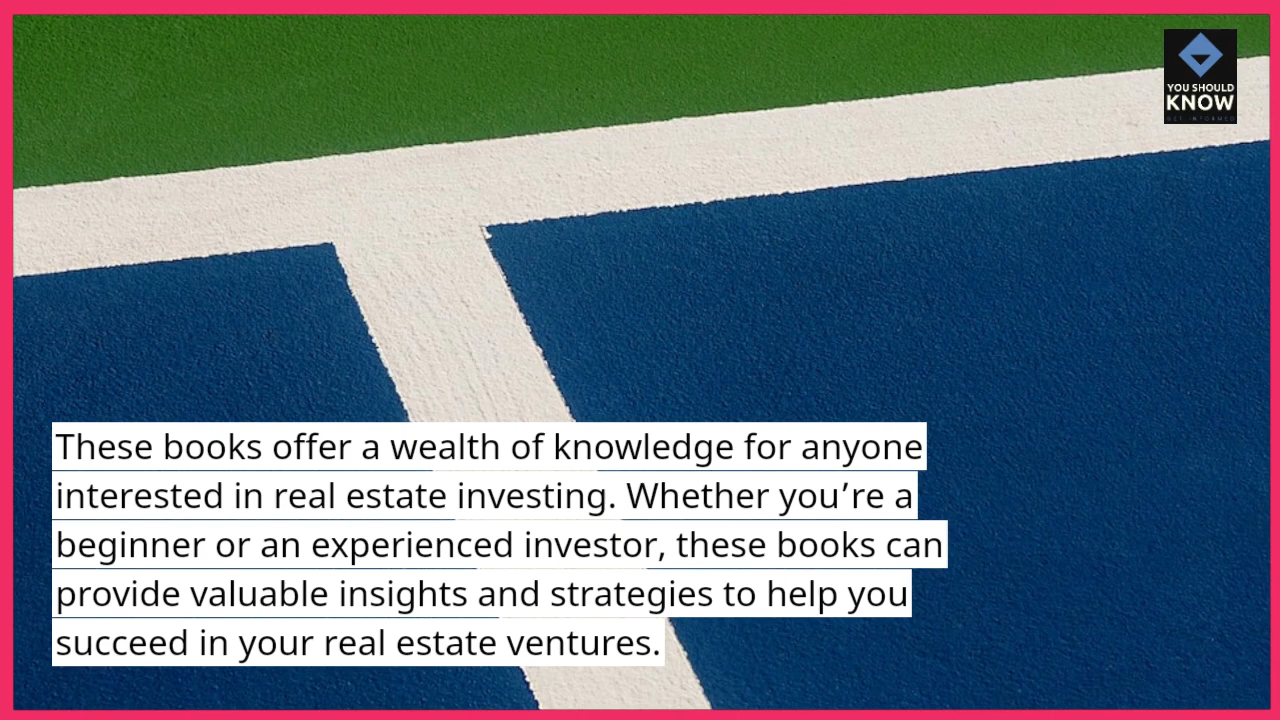 YOU SHOULD
KNOW
GET INFORMED
These books offer a wealth of knowledge for anyone
interested in real estate investing. Whether you’re a
beginner or an experienced investor, these books can
provide valuable insights and strategies to help you
succeed in your real estate ventures.